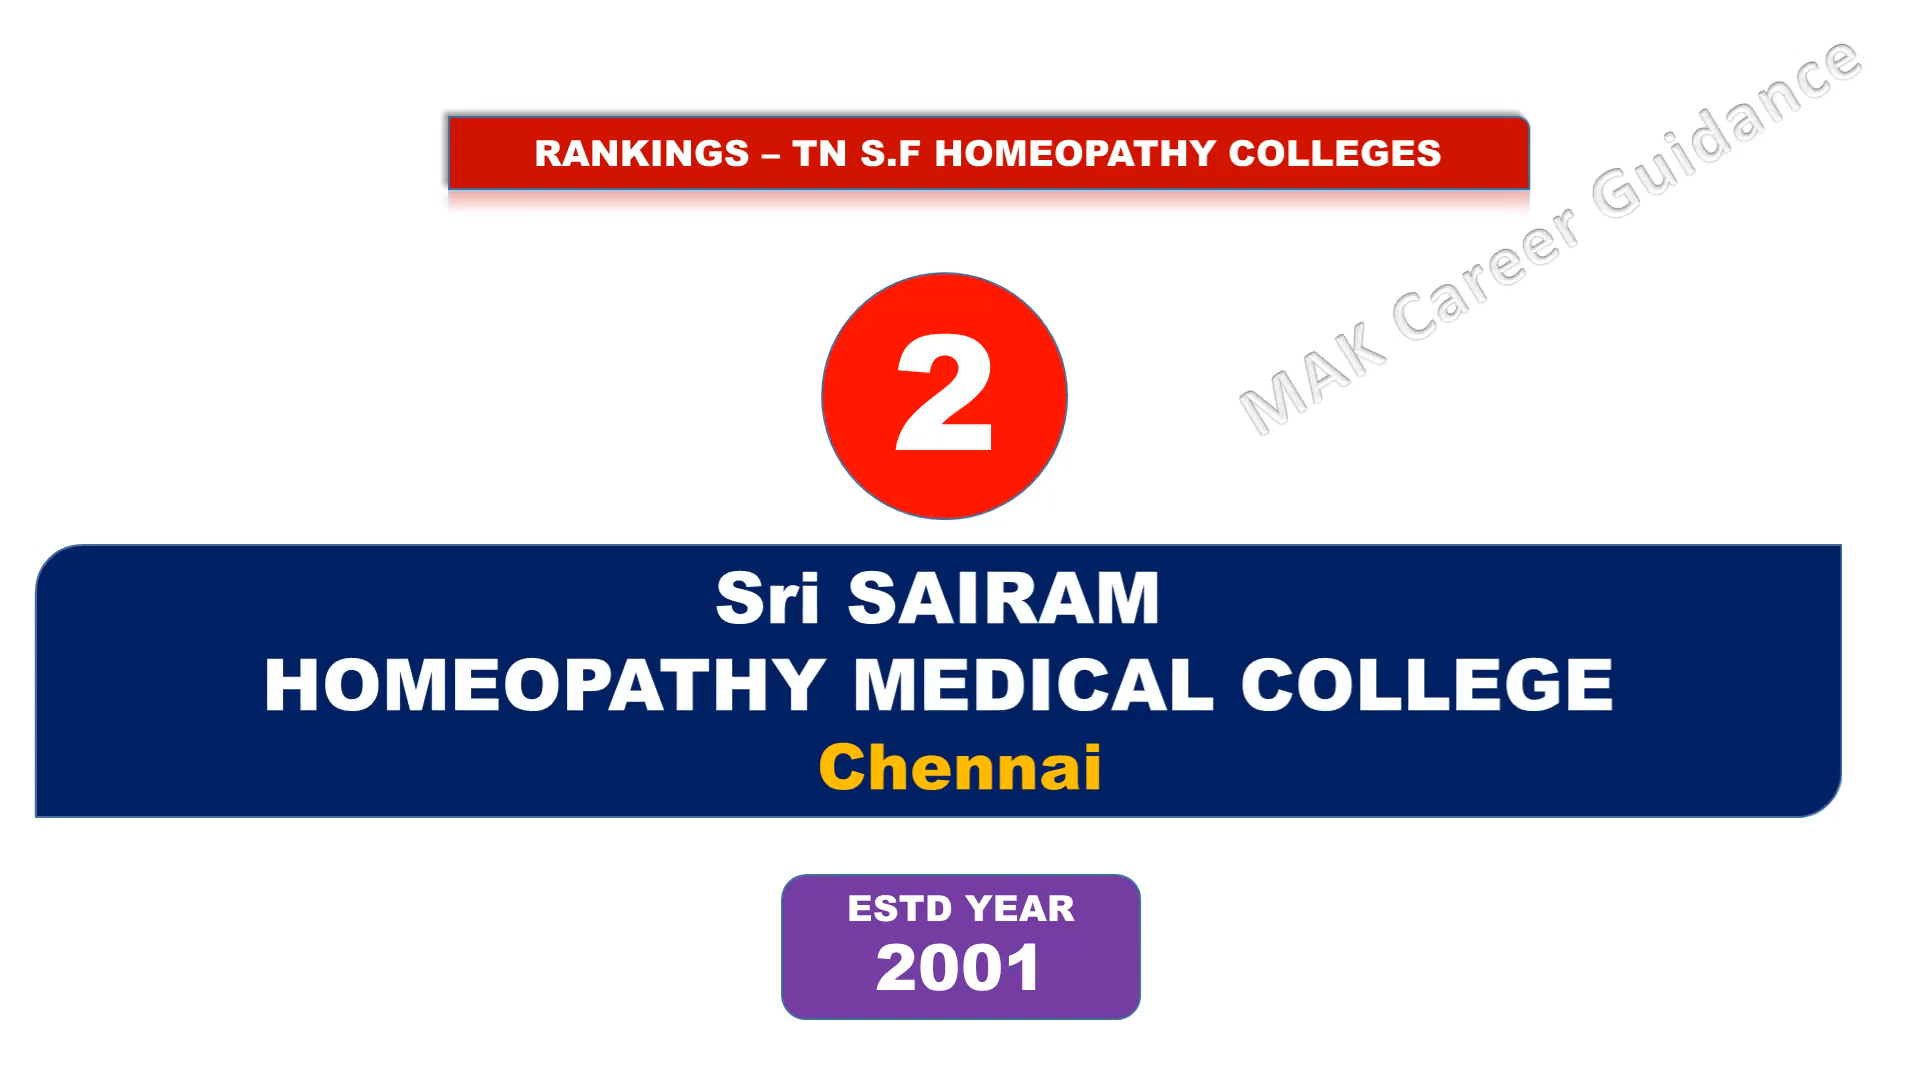 RANKINGS – TN S.F HOMEOPATHY COLLEGES
MAK Career Guidance
2
Sri SAIRAM
HOMEOPATHY MEDICAL COLLEGE
Chennai
ESTD YEAR
2001